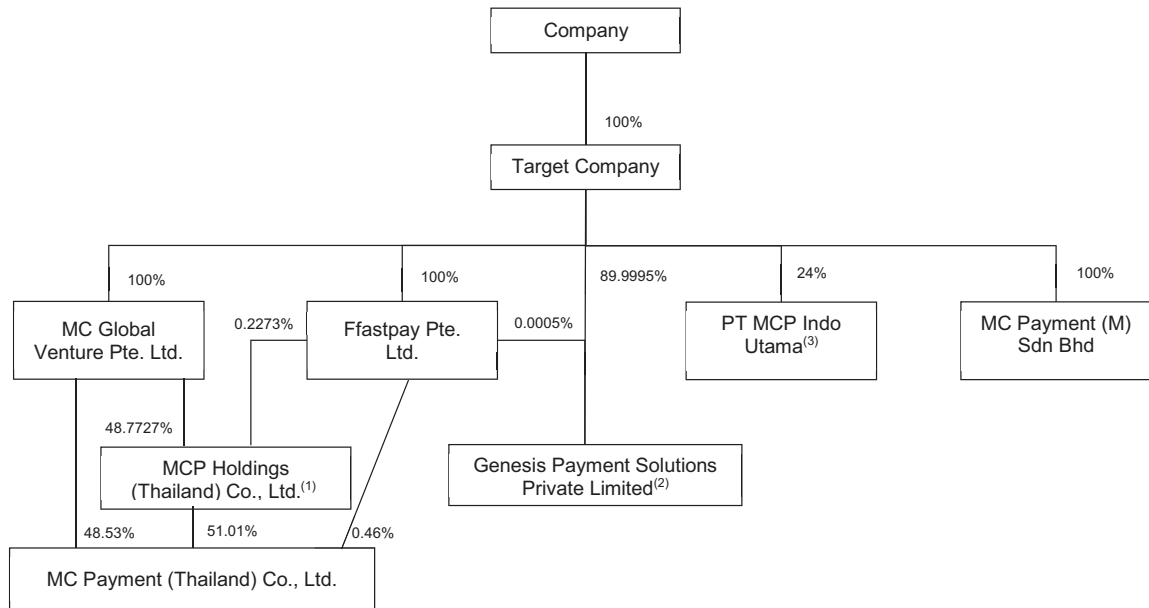 Company
100%
Target Company
100%
100%
89.9995%
24%
100%
MC Global
Venture Pte. Ltd.
0.2273%
Ffastpay Pte.
Ltd.
0.0005%
PT MCP Indo
Utama(3)
MC Payment (M)
Sdn Bhd
48.7727%
MCP Holdings
(Thailand) Co., Ltd.(1)
Genesis Payment Solutions
Private Limited(2)
48.53%
51.01%
0.46%
MC Payment (Thailand) Co., Ltd.